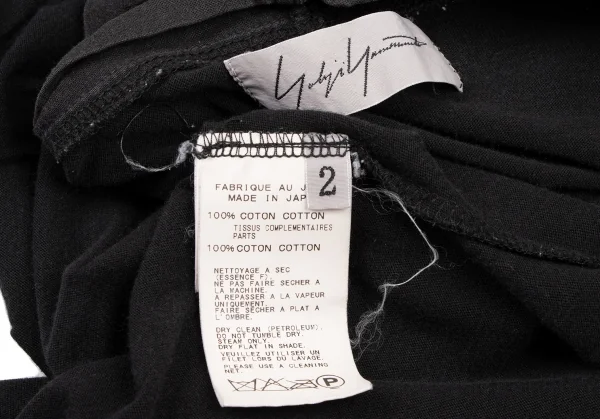 Yohji Yamamoto
2
FABRIQUE AU J
MADE IN JAP
100% COTON COTTON
TISSUS COMPLEMENTAIRES
PARTS
100% COTON COTTON
NETTOYAGE A SEC
(ESSENCE F).
NE PAS FAIRE SECHER A
LA MACHINE.
A REPASSER A LA VAPEUR
UNIQUEMENT.
FAIRE SECHER A PLAT A
L'OMBRE.
DRY CLEAN (PETROLEUM).
DO NOT TUMBLE DRY.
STEAM ONLY.
DRY FLAT IN SHADE.
VEUILLEZ UTILISER UN
FILET LORS DU LAVAGE.
PLEASE USE A CLEANING
NET.
P